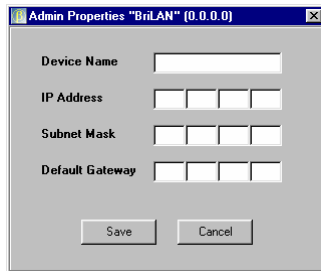 Admin Properties "BriLAN" (0.0.0.0)
Device Name
IP Address
Subnet Mask
Default Gateway
Save Cancel